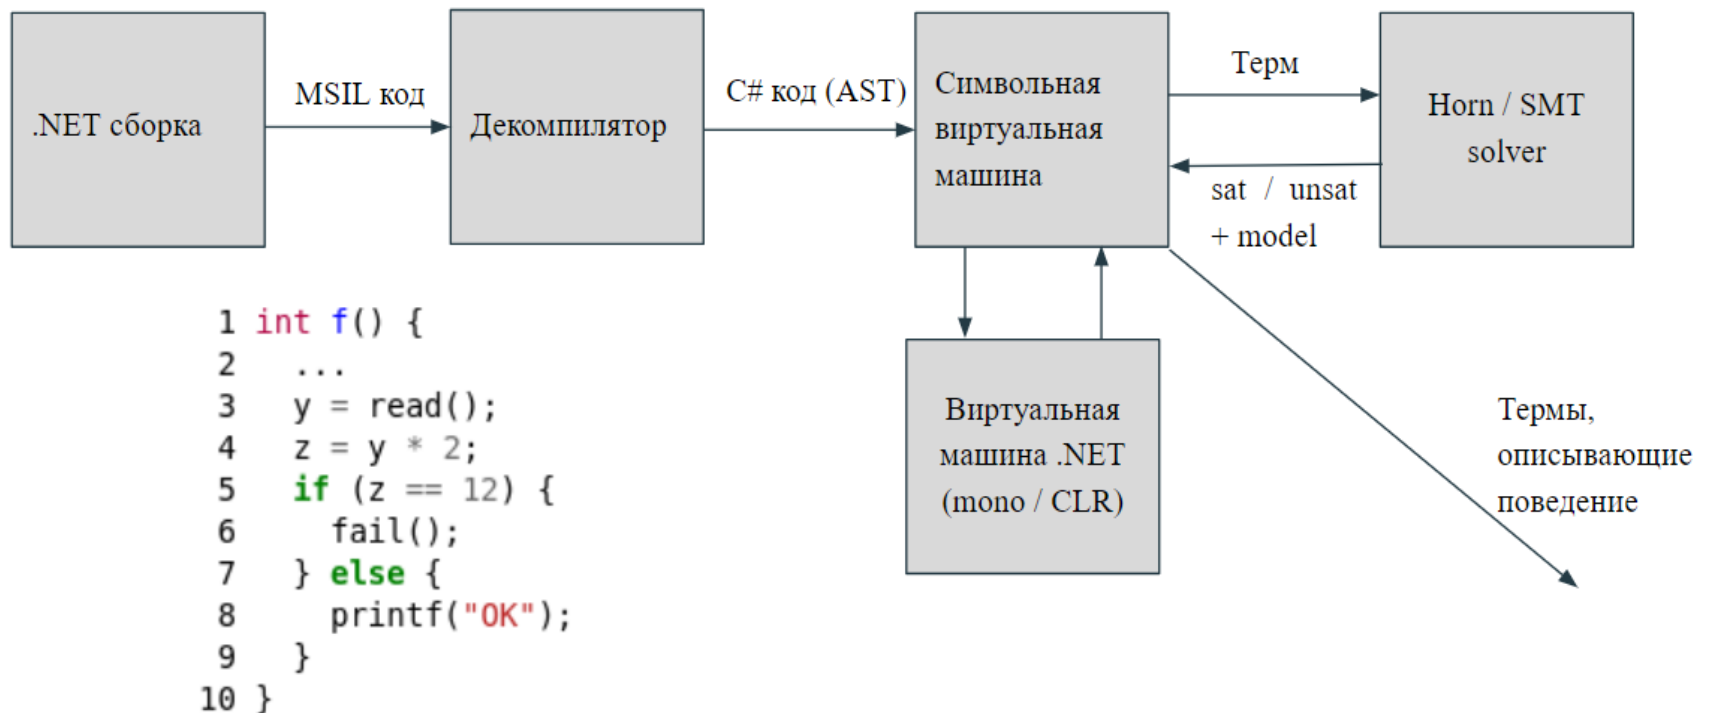 .NET сборка
MSIL код
Декомпилятор
C# код (AST)
Символьная
виртуальная
машина
Терм
sat / unsat
+ model
Horn / SMT
solver
Виртуальная
машина .NET
(mono / CLR)
Термы,
описывающие
поведение
1 int f() {
2   ...
3   y = read();
4   z = y * 2;
5   if (z == 12) {
6     fail();
7   } else {
8     printf("OK");
9   }
10 }